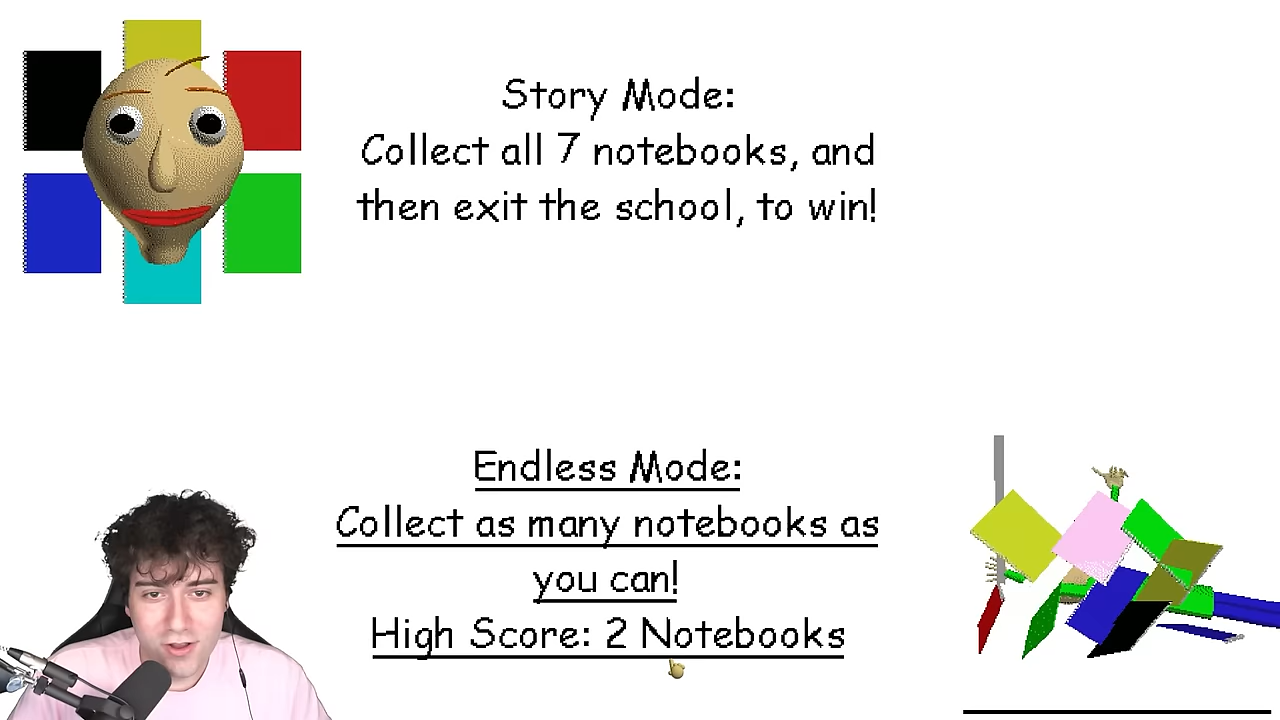 Story Mode:
Collect all 7 notebooks, and
then exit the school, to win!
Endless Mode:
Collect as many notebooks as
you can!
High Score: 2 Notebooks